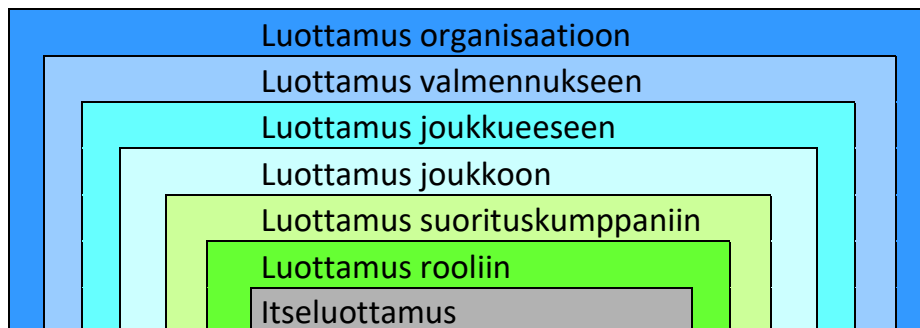 Luottamus organisaatioon
Luottamus valmennukseen
Luottamus joukkueeseen
Luottamus joukkoon
Luottamus suorituskumppaniin
Luottamus rooliin
Itseluottamus